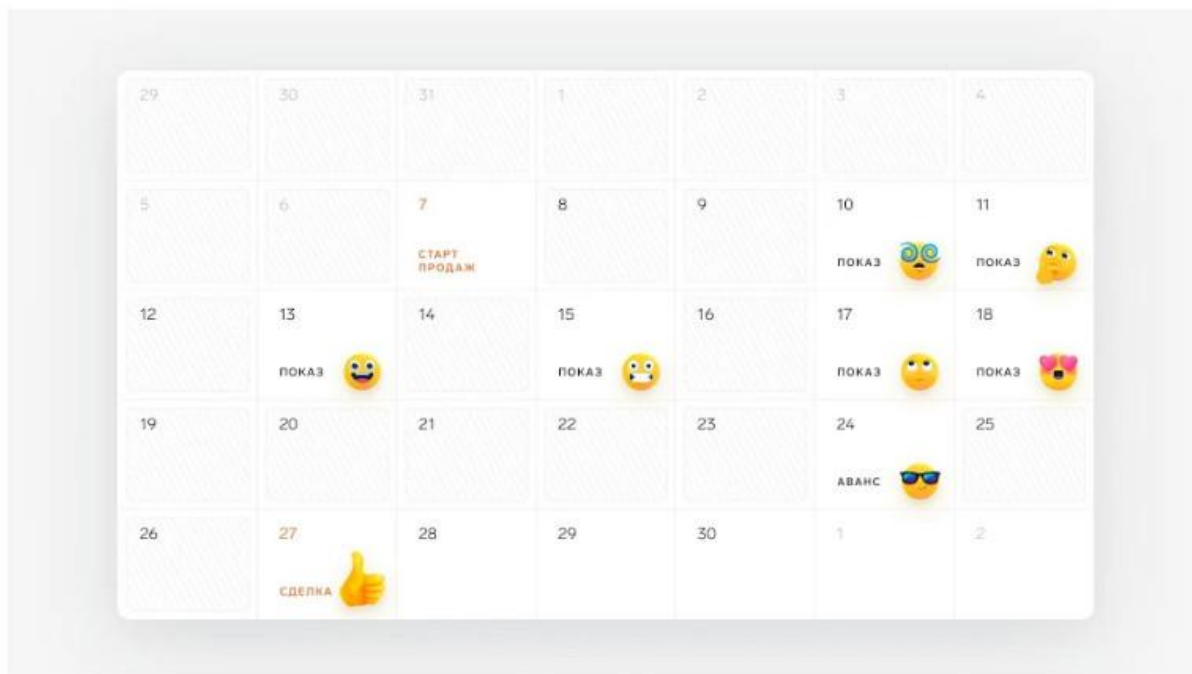 29 30 31 1 2 3 4
5 6 7 8 9 10 11
СТАРТ
ПРОДАЖ
ПОКАЗ ПОКАЗ
12 13 14 15 16 17 18
ПОКАЗ ПОКАЗ ПОКАЗ ПОКАЗ
19 20 21 22 23 24 25
АВАНС
26 27 28 29 30 1 2
СДЕЛКА